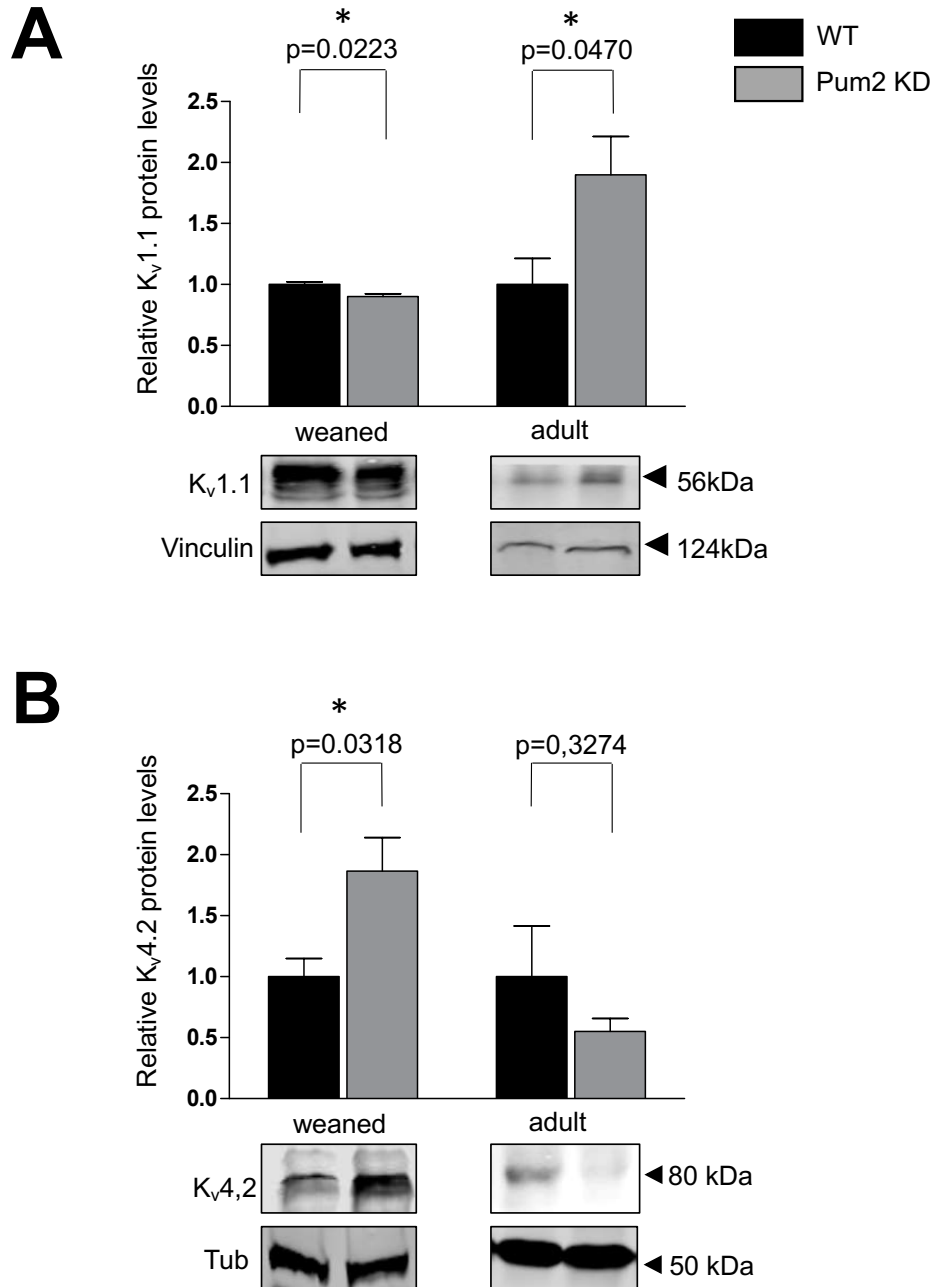 A
*
p=0.0223
*
p=0.0470
WT
Pum2 KD
Relative Kv1.1 protein levels
2.5
2.0
1.5
1.0
0.5
0.0
weaned
adult
Kv1.1
56kDa
Vinculin
124kDa
B
*
p=0.0318
p=0,3274
Relative Kv4.2 protein levels
2.5
2.0
1.5
1.0
0.5
0.0
weaned
adult
Kv4,2
80 kDa
Tub
50 kDa